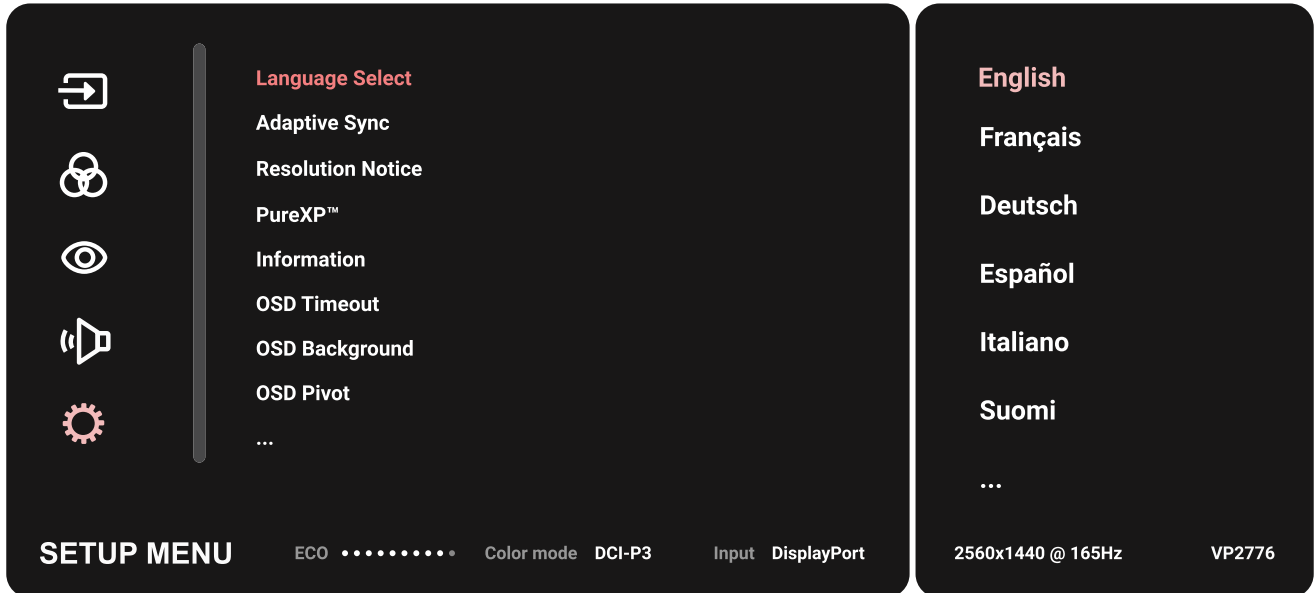 Language Select
Adaptive Sync
Resolution Notice
PureXP™
Information
OSD Timeout
OSD Background
OSD Pivot
...
SETUP MENU ECO Color mode DCI-P3 Input DisplayPort
English
Français
Deutsch
Español
Italiano
Suomi
...
2560x1440 @ 165Hz VP2776